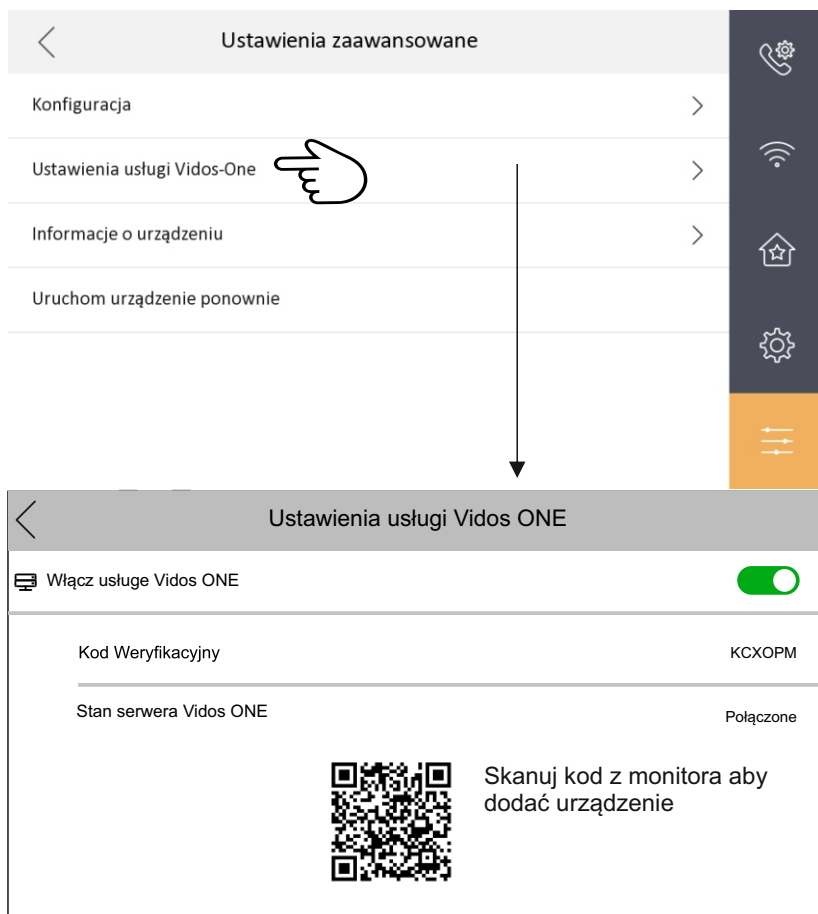 Ustawienia zaawansowane
Konfiguracja
Ustawienia usługi Vidos-One
Informacje o urządzeniu
Uruchom urządzenie ponownie
Ustawienia usługi Vidos ONE
Włącz usługe Vidos ONE
Kod Weryfikacyjny KCXOPM
Stan serwera Vidos ONE Połączone
Skanuj kod z monitora aby
dodać urządzenie